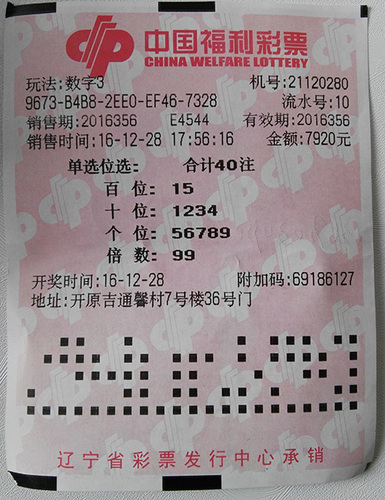 中国福利彩票
CHINA WELFARE LOTTERY
玩法:数字3 机号:21120280
9673-B4B8-2EE0-EF46-7328 流水号:10
销售期:2016356 E4544 有效期:2016356
销售时间:16-12-28 17:56:16 金额:7920元
单选位选: 合计40注
百 位: 15
十 位: 1234
个 位: 56789
倍 数: 99
开奖时间:16-12-28 附加码:69186127
地址:开原吉通馨村7号楼36号门
辽宁省彩票发行中心承销